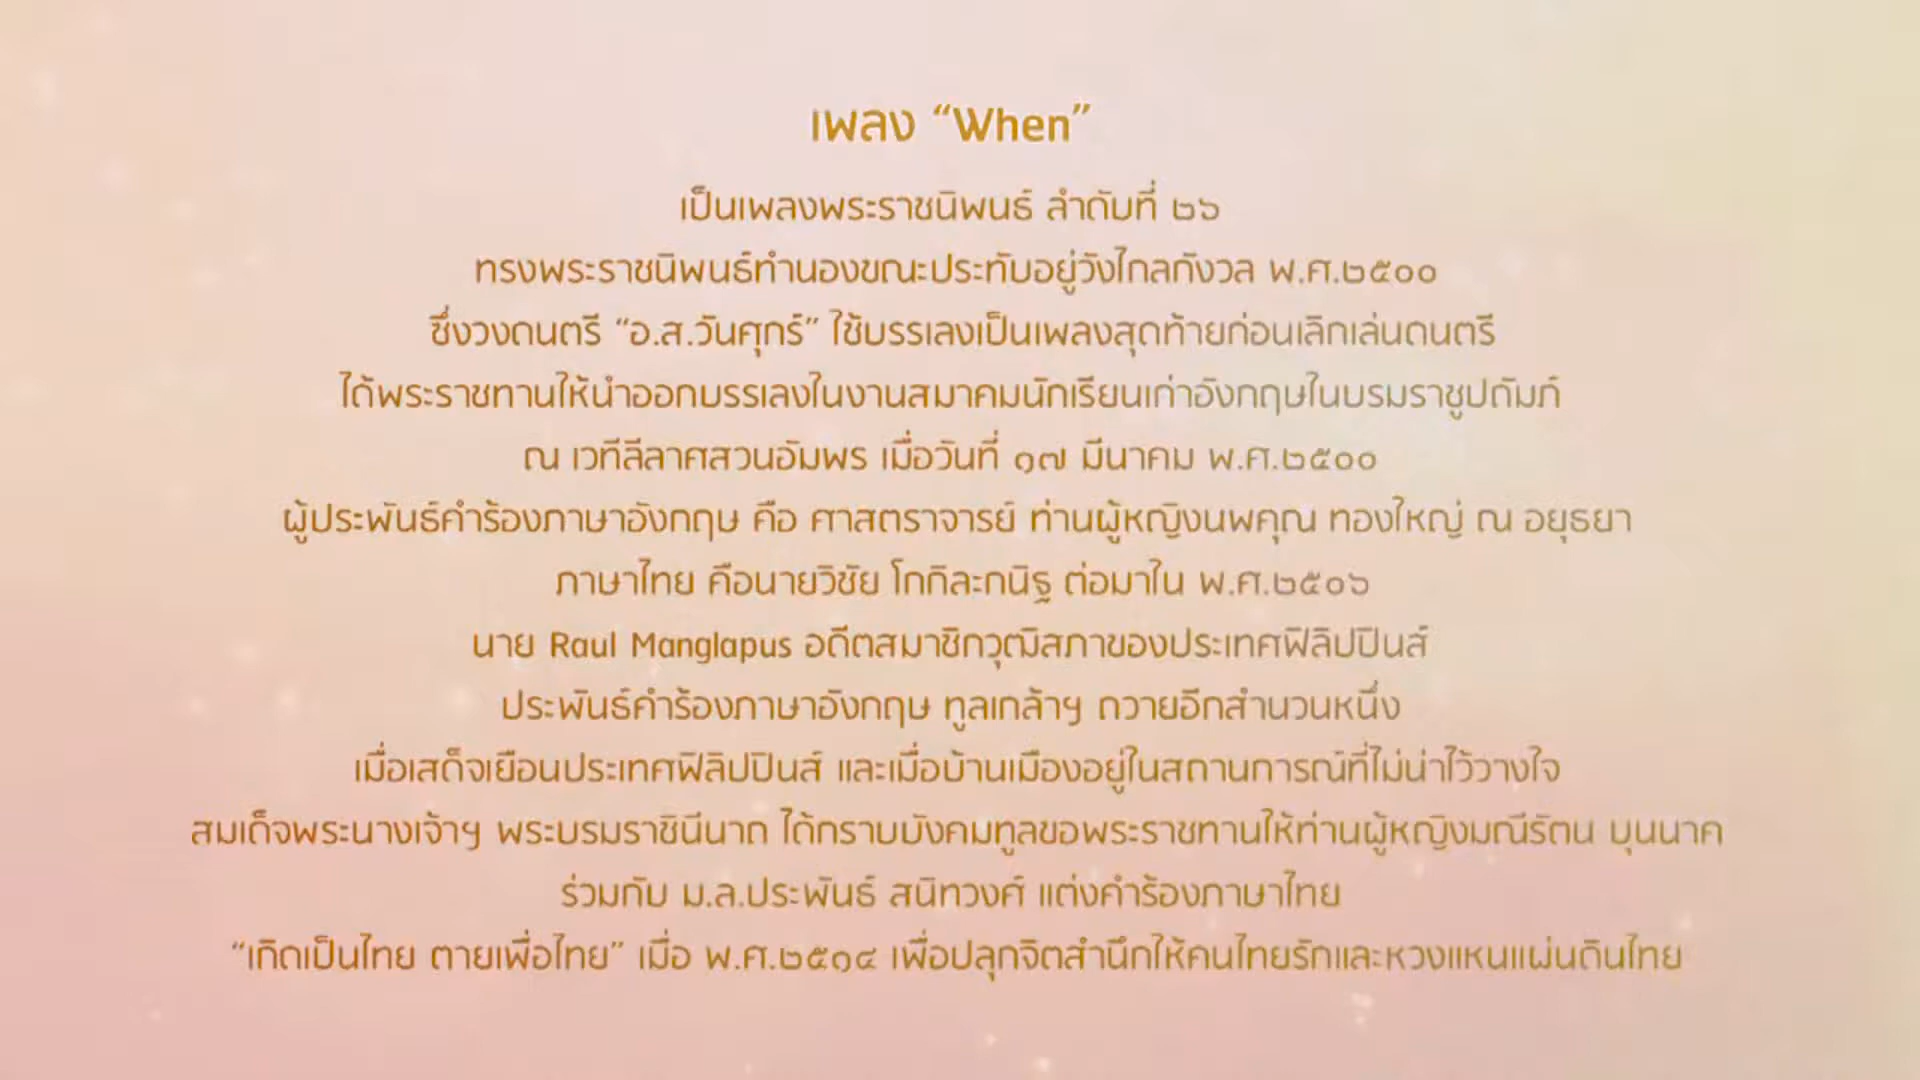 เพลง “When”
เป็นเพลงพระราชนิพนธ์ ลำดับที่ ๒๖
ทรงพระราชนิพนธ์ทำนองขณะประทับอยู่วังไกลกังวล พ.ศ.๒๕๐๐
ซึ่งวงดนตรี “อ.ส.วันศุกร์” ใช้บรรเลงเป็นเพลงสุดท้ายก่อนเลิกเล่นดนตรี
ได้พระราชทานให้นำออกบรรเลงในงานสมาคมนักเรียนเก่าอังกฤษในบรมราชูปถัมภ์
ณ เวทีลีลาศสวนอัมพร เมื่อวันที่ ๑๗ มีนาคม พ.ศ.๒๕๐๐
ผู้ประพันธ์คำร้องภาษาอังกฤษ คือ ศาสตราจารย์ ท่านผู้หญิงนพคุณ ทองใหญ่ ณ อยุธยา
ภาษาไทย คือนายวิชัย โกกิละกนิฐ ต่อมาใน พ.ศ.๒๕๐๖
นาย Raul Manglapus อดีตสมาชิกวุฒิสภาของประเทศฟิลิปปินส์
ประพันธ์คำร้องภาษาอังกฤษ ทูลเกล้าฯ ถวายอีกสำนวนหนึ่ง
เมื่อเสด็จเยือนประเทศฟิลิปปินส์ และเมื่อบ้านเมืองอยู่ในสถานการณ์ที่ไม่น่าไว้วางใจ
สมเด็จพระนางเจ้าฯ พระบรมราชินีนาถ ได้กราบบังคมทูลขอพระราชทานให้ท่านผู้หญิงมณีรัตน บุนนาค
ร่วมกับ ม.ล.ประพันธ์ สนิทวงศ์ แต่งคำร้องภาษาไทย
“เกิดเป็นไทย ตายเพื่อไทย” เมื่อ พ.ศ.๒๕๑๔ เพื่อปลุกจิตสำนึกให้คนไทยรักและหวงแหนแผ่นดินไทย